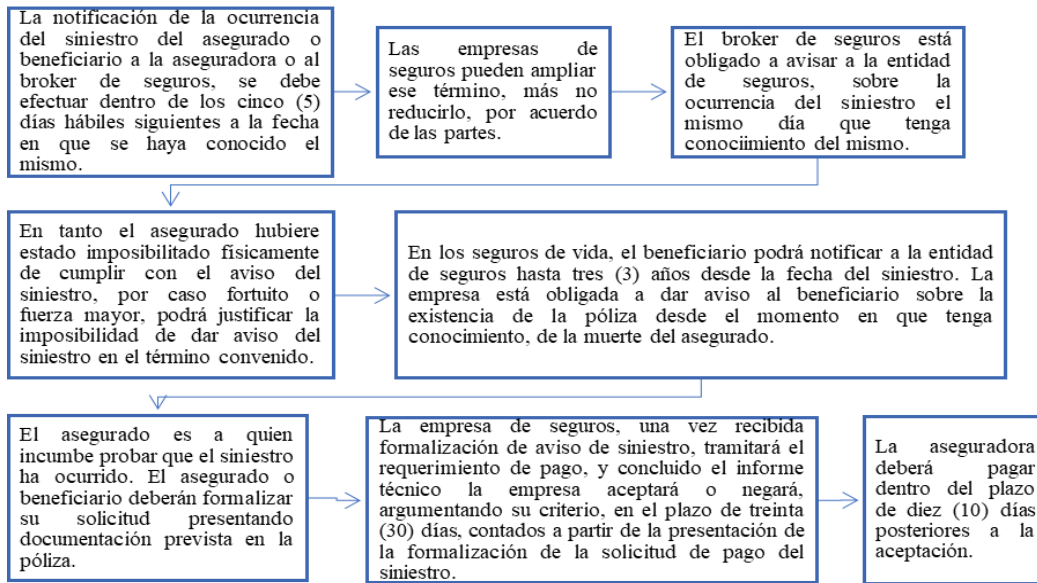 La notificación de la ocurrencia
del siniestro del asegurado o
beneficiario a la aseguradora o al
broker de seguros, se debe
efectuar dentro de los cinco (5)
días hábiles siguientes a la fecha
en que se haya conocido el
mismo.
Las empresas de
seguros pueden ampliar
ese término, más no
reducirlo, por acuerdo
de las partes.
El broker de seguros está
obligado a avisar a la entidad
de seguros, sobre la
ocurrencia del siniestro el
mismo día que tenga
conociimiento del mismo.
En tanto el asegurado hubiere
estado imposibilitado físicamente
de cumplir con el aviso del
siniestro, por caso fortuito o
fuerza mayor, podrá justificar la
imposibilidad de dar aviso del
siniestro en el término convenido.
En los seguros de vida, el beneficiario podrá notificar a la entidad
de seguros hasta tres (3) años desde la fecha del siniestro. La
empresa está obligada a dar aviso al beneficiario sobre la
existencia de la póliza desde el momento en que tenga
conocimiento, de la muerte del asegurado.
El asegurado es a quien
incumbe probar que el siniestro
ha ocurrido. El asegurado o
beneficiario deberán formalizar
su solicitud presentando
documentación prevista en la
póliza.
La empresa de seguros, una vez recibida
formalización de aviso de siniestro, tramitará el
requerimiento de pago, y concluido el informe
técnico la empresa aceptará o negará,
argumentando su criterio, en el plazo de treinta
(30) días, contados a partir de la presentación de
la formalización de la solicitud de pago del
siniestro.
La aseguradora
deberá pagar
dentro del plazo
de diez (10) días
posteriores a la
aceptación.